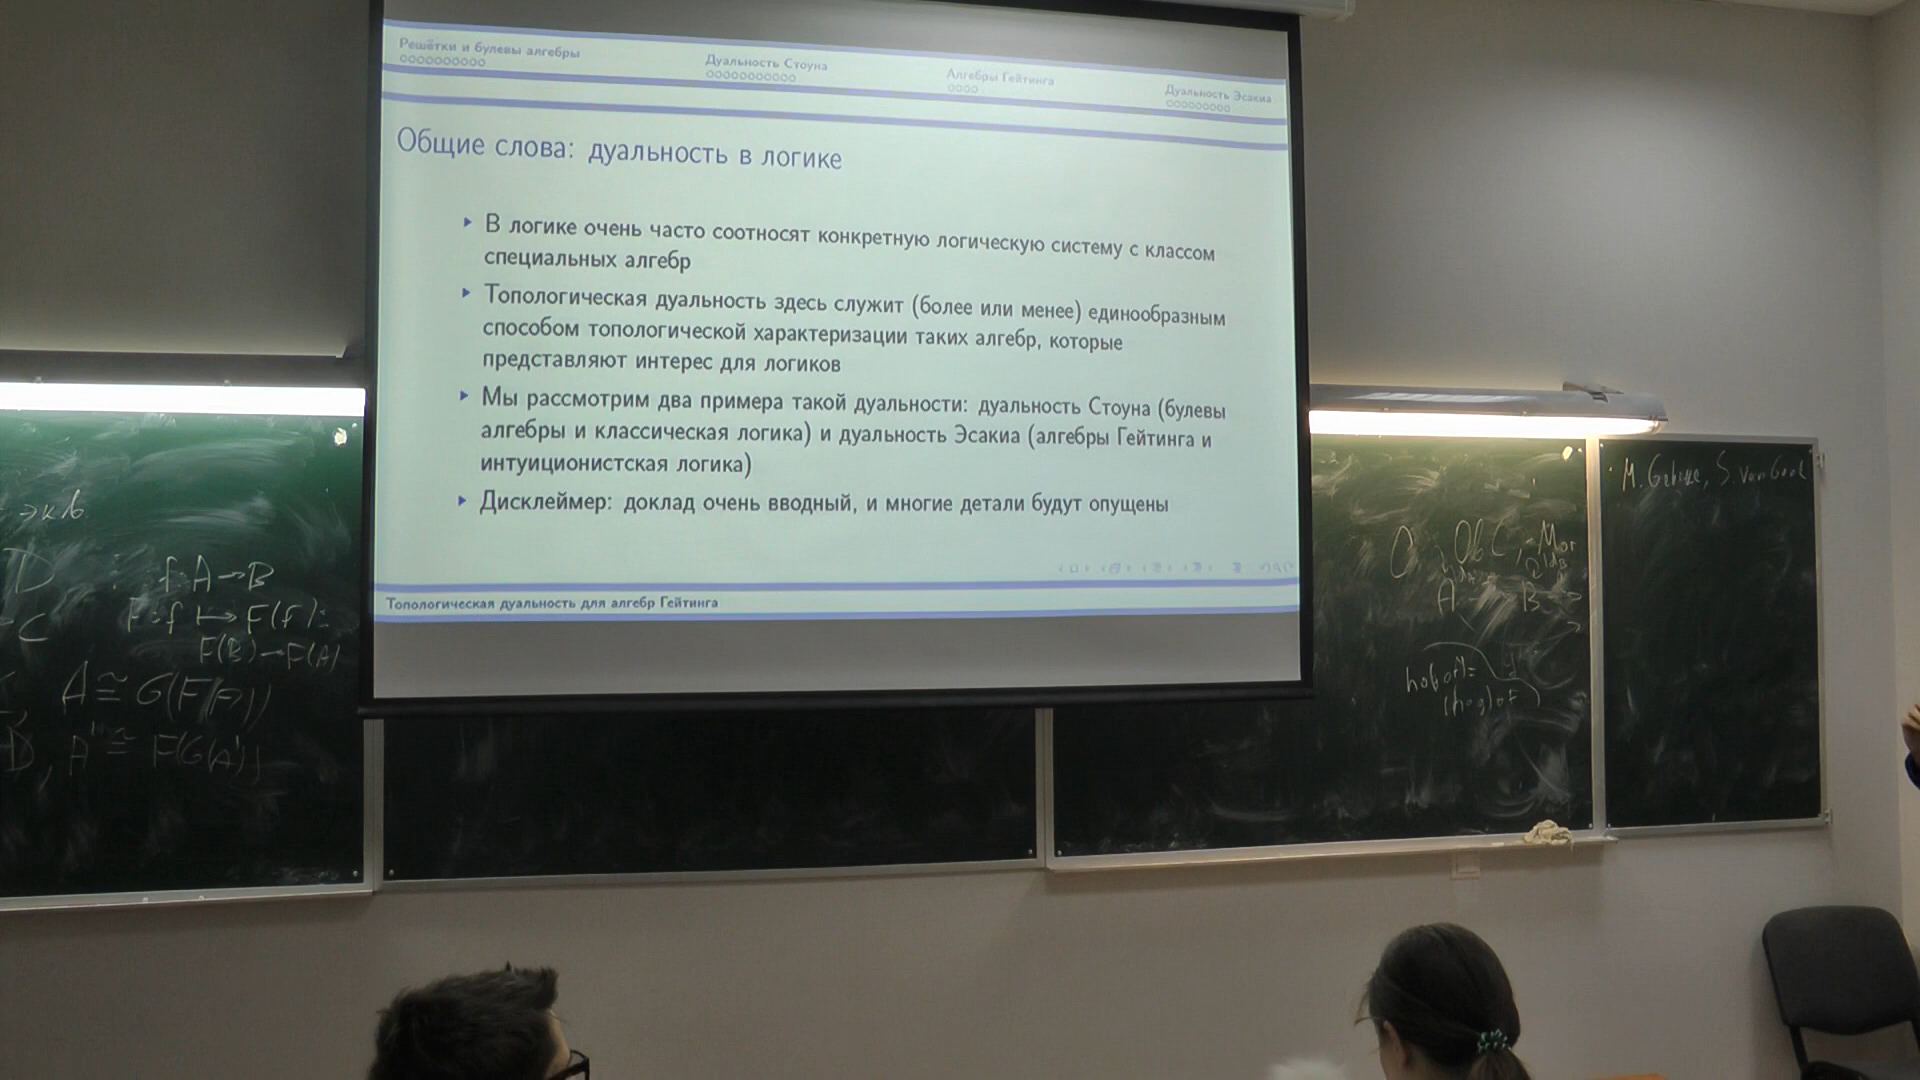 Решётки и булевы алгебры
Дуальность Стоуна
Алгебры Гейтинга
Дуальность Эсакиа
Общие слова: дуальность в логике
В логике очень часто соотносят конкретную логическую систему с классом
специальных алгебр
Топологическая дуальность здесь служит (более или менее) единообразным
способом топологической характеризации таких алгебр, которые
представляют интерес для логиков
Мы рассмотрим два примера такой дуальности: дуальность Стоуна (булевы
алгебры и классическая логика) и дуальность Эсакиа (алгебры Гейтинга и
интуиционистская логика)
Дисклеймер: доклад очень вводный, и многие детали будут опущены
Топологическая дуальность для алгебр Гейтинга
экв.
D : f: A→B
C F: f ↦ F(f):
F(B)→F(A)
A ≅ G(F(A))
D, A' ≅ F(G(A'))
Ob C, Mor
A B
(h∘g)∘f
M. Gehrke, S. van Gool